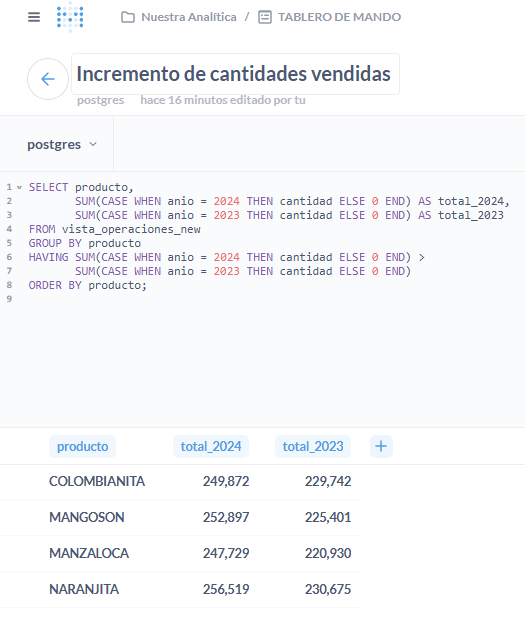 Nuestra Analítica / TABLERO DE MANDO
Incremento de cantidades vendidas
postgres hace 16 minutos editado por tu
postgres
1 SELECT producto,
2 SUM(CASE WHEN anio = 2024 THEN cantidad ELSE 0 END) AS total_2024,
3 SUM(CASE WHEN anio = 2023 THEN cantidad ELSE 0 END) AS total_2023
4 FROM vista_operaciones_new
5 GROUP BY producto
6 HAVING SUM(CASE WHEN anio = 2024 THEN cantidad ELSE 0 END) >
7 SUM(CASE WHEN anio = 2023 THEN cantidad ELSE 0 END)
8 ORDER BY producto;
9
producto total_2024 total_2023 +
COLOMBIANITA 249,872 229,742
MANGOSON 252,897 225,401
MANZALOCA 247,729 220,930
NARANJITA 256,519 230,675